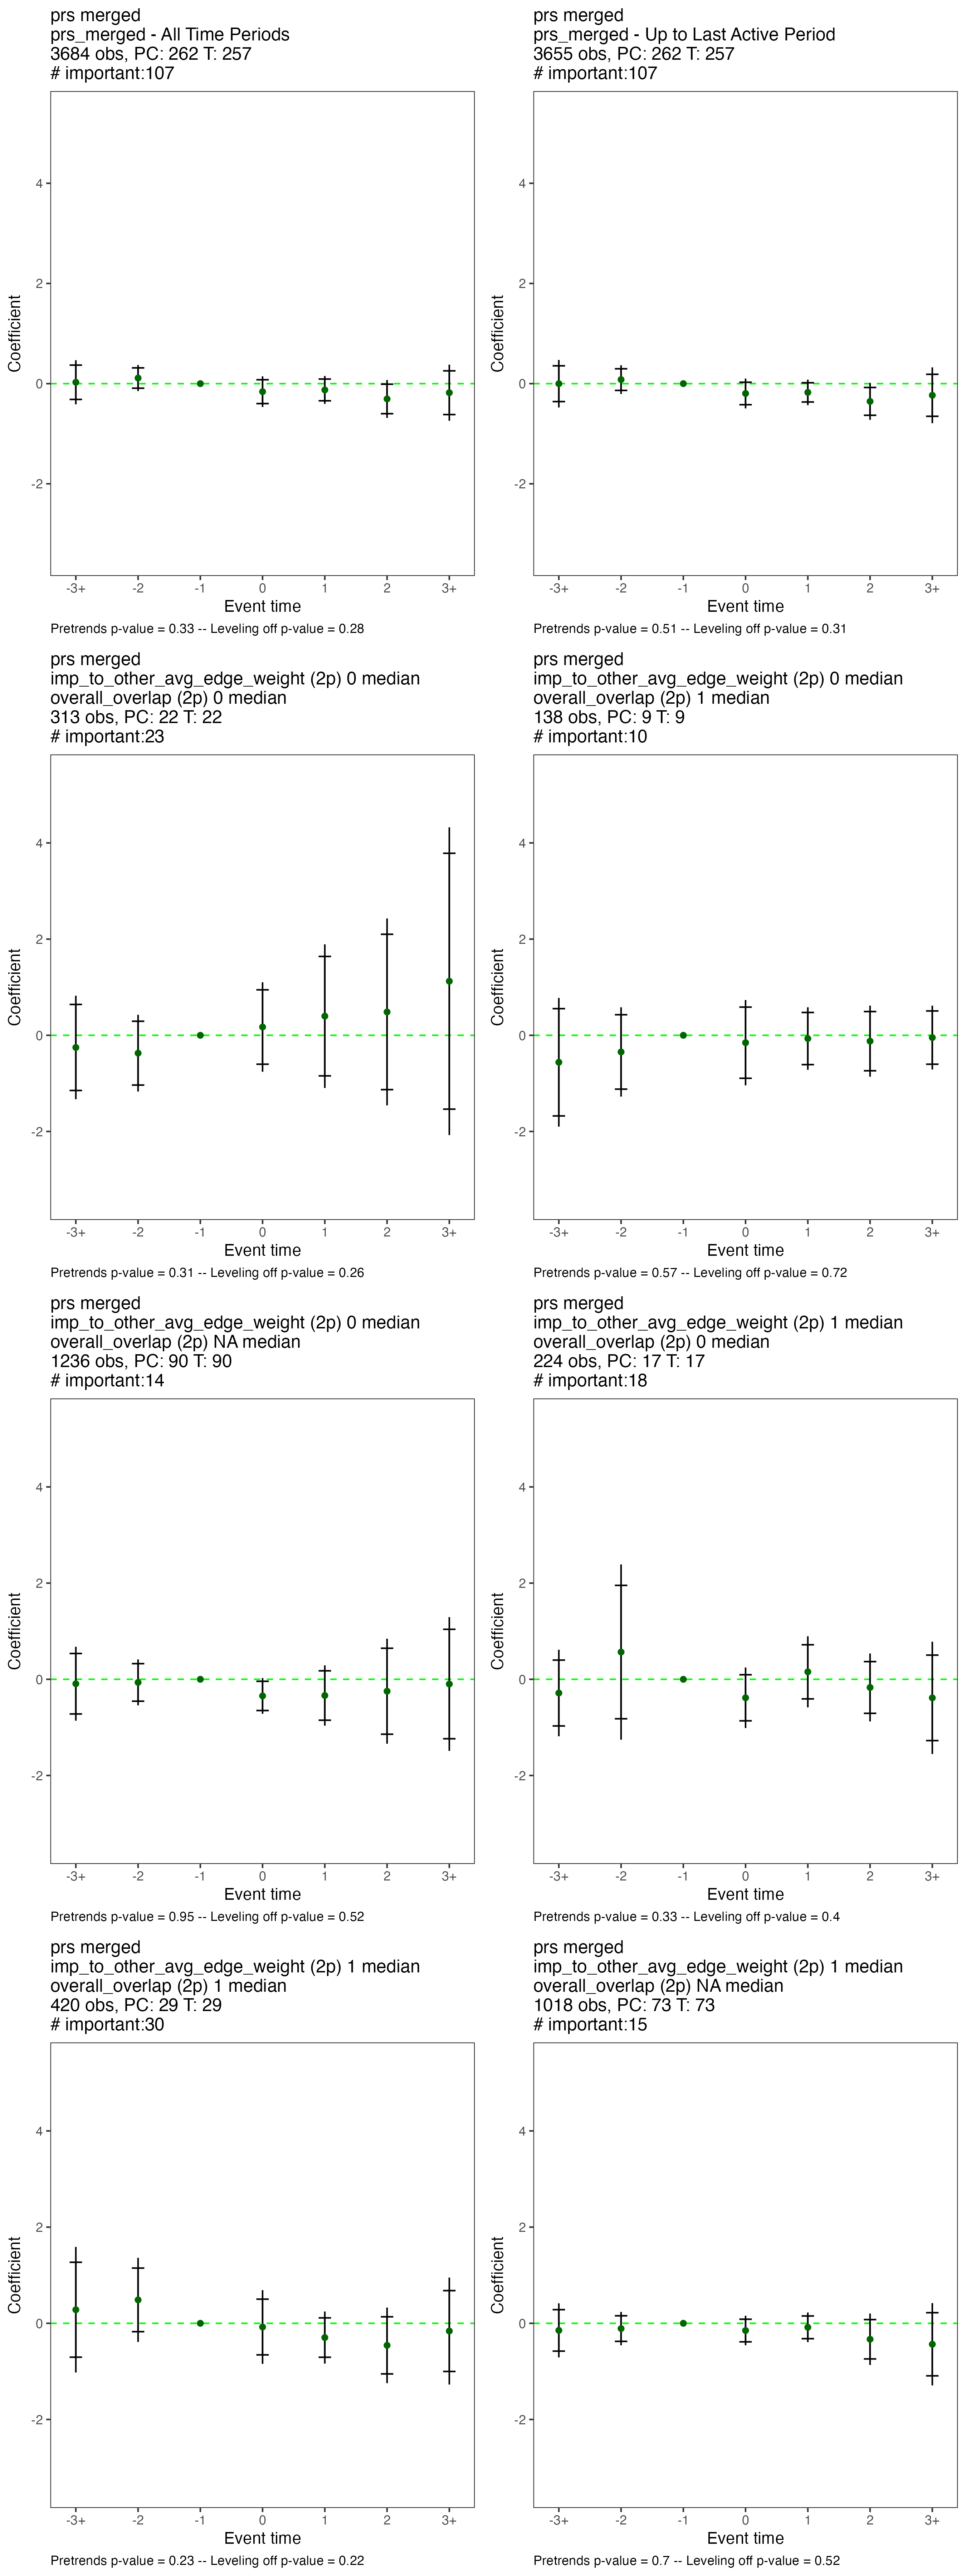 prs merged
prs_merged - All Time Periods
3684 obs, PC: 262 T: 257
# important:107
4
2
0
-2
Coefficient
-3+ -2 -1 0 1 2 3+
Event time
Pretrends p-value = 0.33 -- Leveling off p-value = 0.28
prs merged
prs_merged - Up to Last Active Period
3655 obs, PC: 262 T: 257
# important:107
4
2
0
-2
Coefficient
-3+ -2 -1 0 1 2 3+
Event time
Pretrends p-value = 0.51 -- Leveling off p-value = 0.31
prs merged
imp_to_other_avg_edge_weight (2p) 0 median
overall_overlap (2p) 0 median
313 obs, PC: 22 T: 22
# important:23
4
2
0
-2
Coefficient
-3+ -2 -1 0 1 2 3+
Event time
Pretrends p-value = 0.31 -- Leveling off p-value = 0.26
prs merged
imp_to_other_avg_edge_weight (2p) 0 median
overall_overlap (2p) 1 median
138 obs, PC: 9 T: 9
# important:10
4
2
0
-2
Coefficient
-3+ -2 -1 0 1 2 3+
Event time
Pretrends p-value = 0.57 -- Leveling off p-value = 0.72
prs merged
imp_to_other_avg_edge_weight (2p) 0 median
overall_overlap (2p) NA median
1236 obs, PC: 90 T: 90
# important:14
4
2
0
-2
Coefficient
-3+ -2 -1 0 1 2 3+
Event time
Pretrends p-value = 0.95 -- Leveling off p-value = 0.52
prs merged
imp_to_other_avg_edge_weight (2p) 1 median
overall_overlap (2p) 0 median
224 obs, PC: 17 T: 17
# important:18
4
2
0
-2
Coefficient
-3+ -2 -1 0 1 2 3+
Event time
Pretrends p-value = 0.33 -- Leveling off p-value = 0.4
prs merged
imp_to_other_avg_edge_weight (2p) 1 median
overall_overlap (2p) 1 median
420 obs, PC: 29 T: 29
# important:30
4
2
0
-2
Coefficient
-3+ -2 -1 0 1 2 3+
Event time
Pretrends p-value = 0.23 -- Leveling off p-value = 0.22
prs merged
imp_to_other_avg_edge_weight (2p) 1 median
overall_overlap (2p) NA median
1018 obs, PC: 73 T: 73
# important:15
4
2
0
-2
Coefficient
-3+ -2 -1 0 1 2 3+
Event time
Pretrends p-value = 0.7 -- Leveling off p-value = 0.52